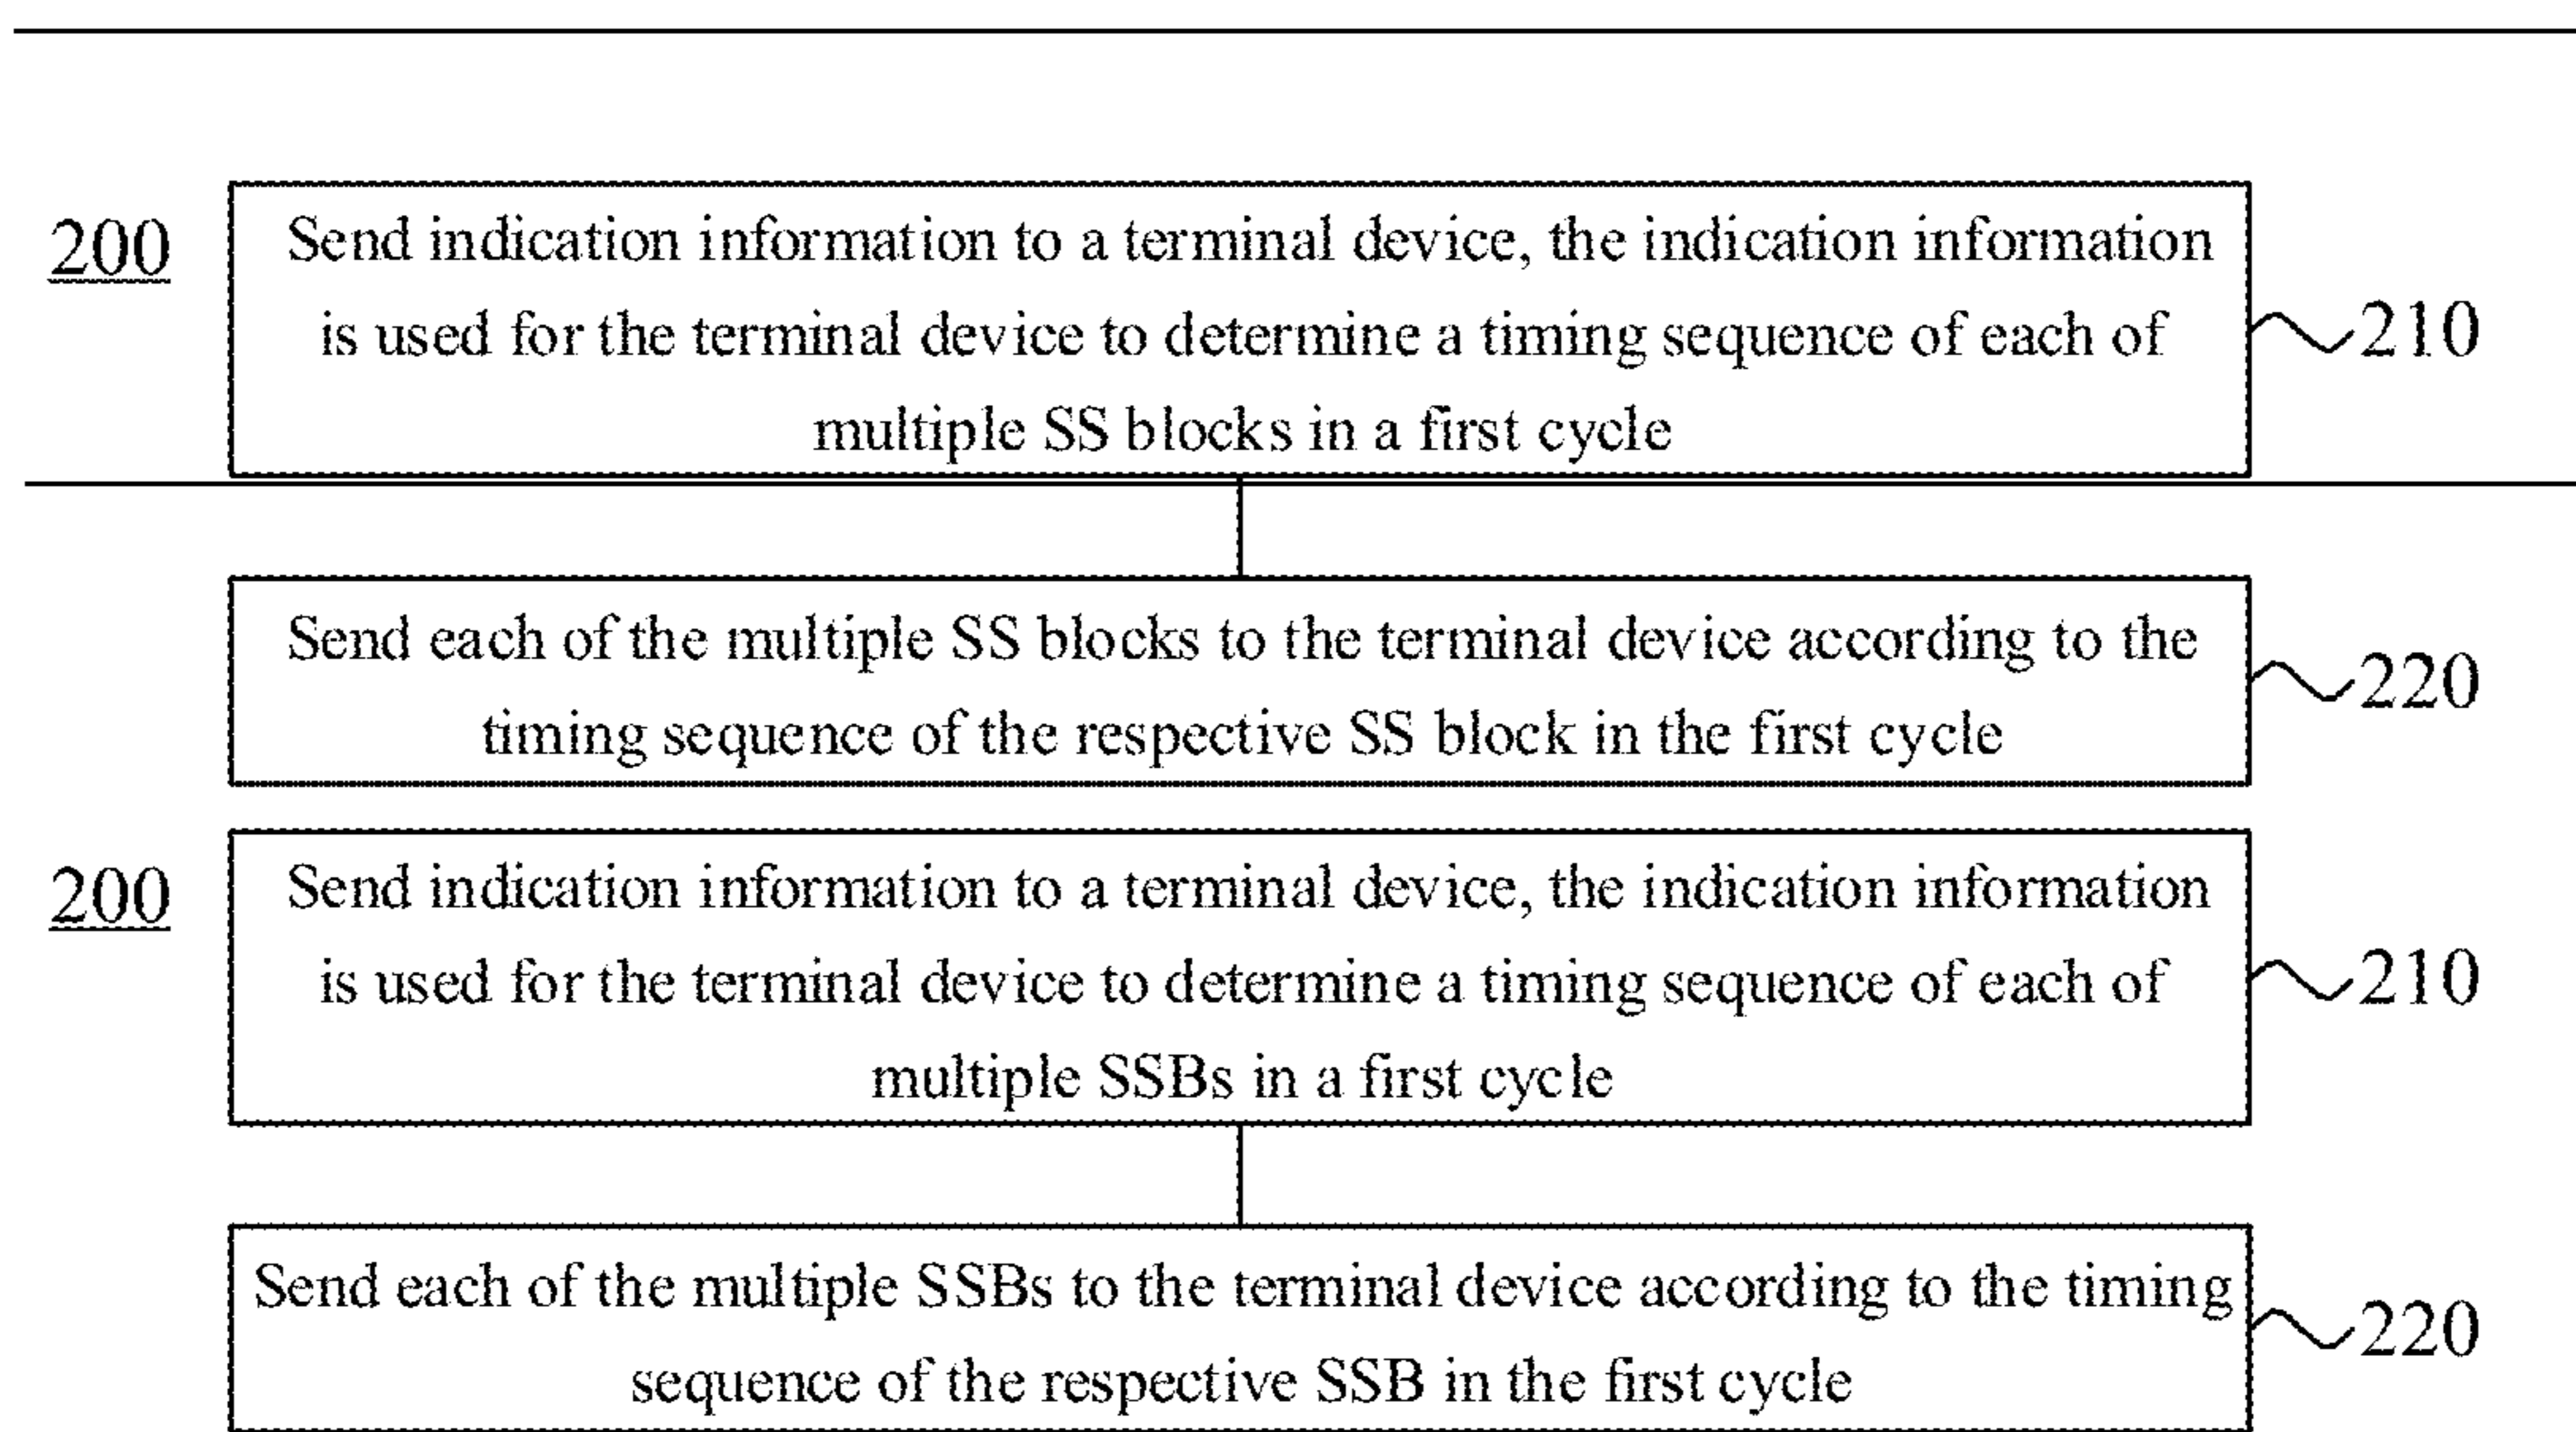 200
Send indication information to a terminal device, the indication information
is used for the terminal device to determine a timing sequence of each of
multiple SS blocks in a first cycle
210
Send each of the multiple SS blocks to the terminal device according to the
timing sequence of the respective SS block in the first cycle
220
200
Send indication information to a terminal device, the indication information
is used for the terminal device to determine a timing sequence of each of
multiple SSBs in a first cycle
210
Send each of the multiple SSBs to the terminal device according to the timing
sequence of the respective SSB in the first cycle
220